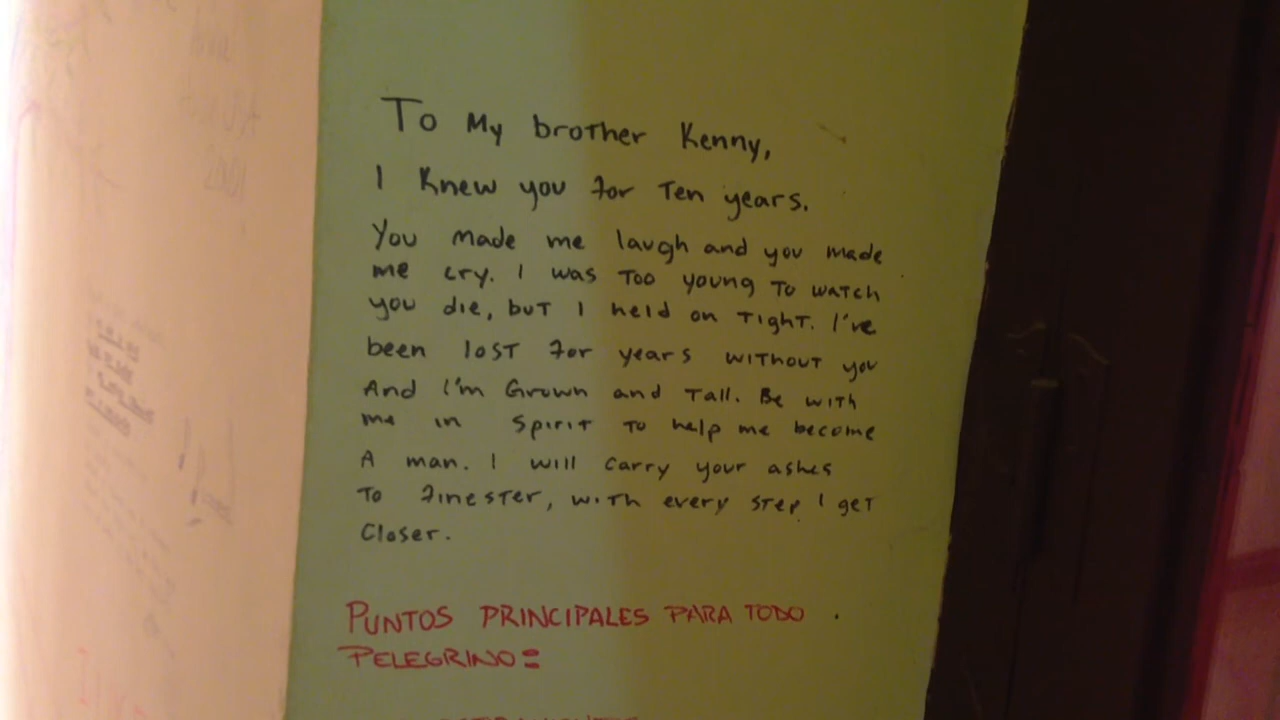 To My brother Kenny,
I Knew you for Ten years.
You made me laugh and you made
me cry. I was Too young To watch
you die, but I held on Tight. I've
been lost for years without you
And I'm Grown and Tall. Be with
me in Spirit To help me become
A man. I will carry your ashes
To finester, with every step I get
Closer.
PUNTOS PRINCIPALES PARA TODO
PELEGRINO: